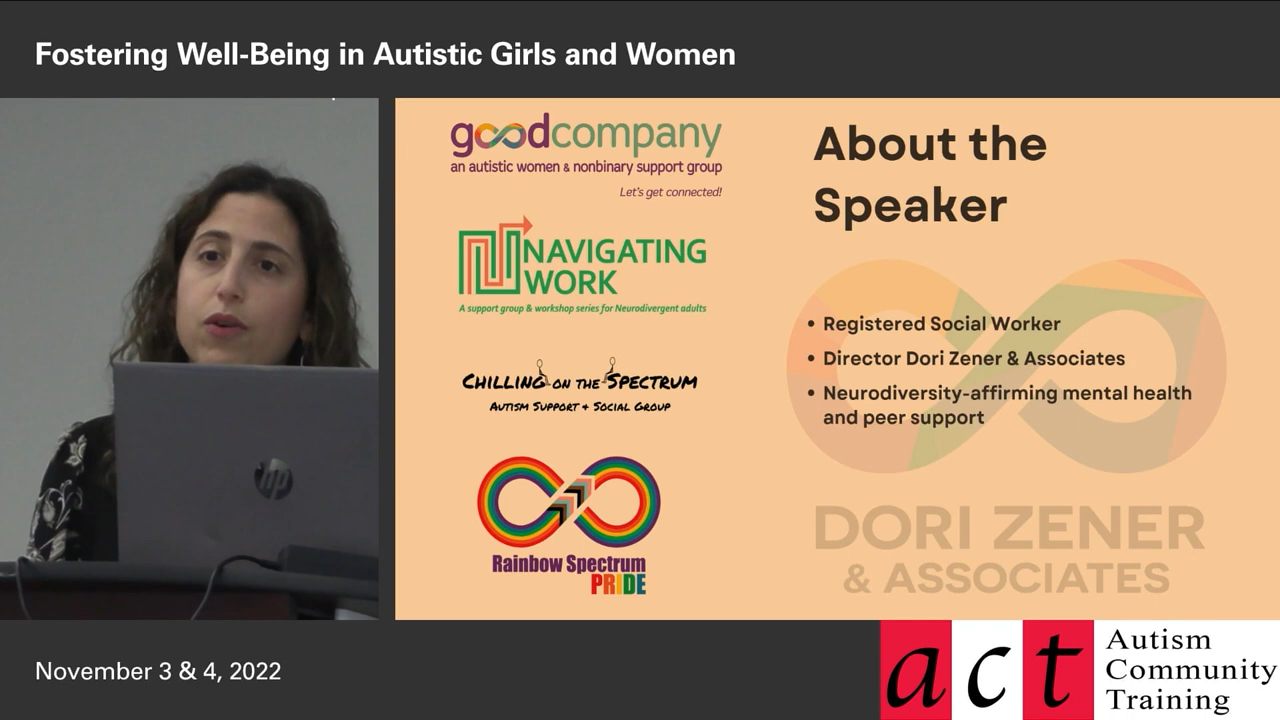 Fostering Well-Being in Autistic Girls and Women
goodcompany
an autistic women & nonbinary support group
Let's get connected!
NAVIGATING
WORK
A support group & workshop series for Neurodivergent adults
CHILLING ON THE SPECTRUM
AUTISM SUPPORT + SOCIAL GROUP
Rainbow Spectrum
PRIDE
About the
Speaker
• Registered Social Worker
• Director Dori Zener & Associates
• Neurodiversity-affirming mental health
and peer support
DORI ZENER
& ASSOCIATES
hp
November 3 & 4, 2022
act
Autism
Community
Training